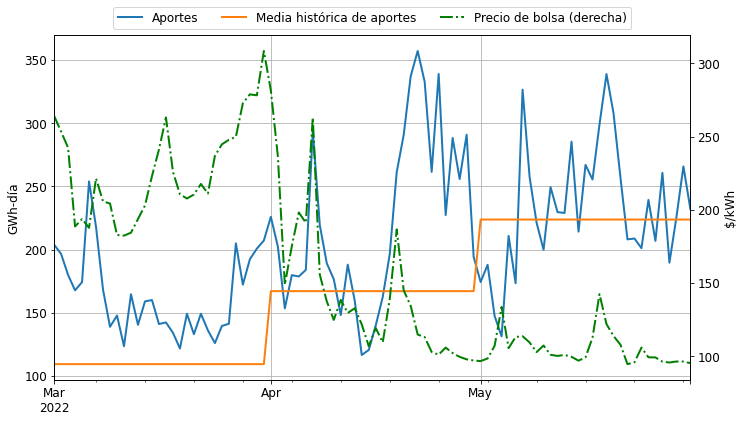 Aportes
Media histórica de aportes
Precio de bolsa (derecha)
GWh-día
350
300
250
200
150
100
$/kWh
300
250
200
150
100
Mar
2022
Apr
May